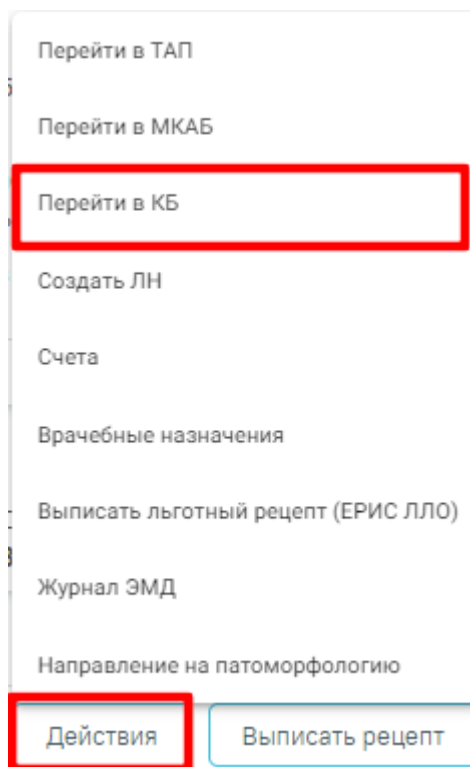 Перейти в ТАП
Перейти в МКАБ
Перейти в КБ
Создать ЛН
Счета
Врачебные назначения
Выписать льготный рецепт (ЕРИС ЛЛО)
Журнал ЭМД
Направление на патоморфологию
Действия
Выписать рецепт